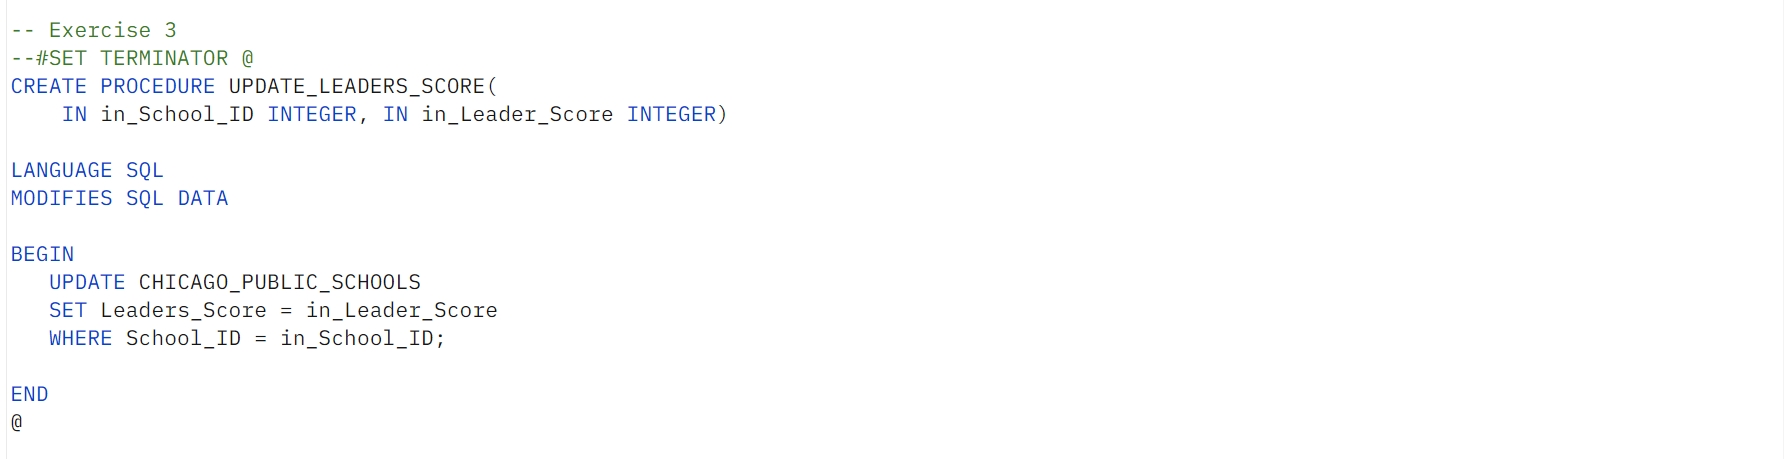 -- Exercise 3
--#SET TERMINATOR @
CREATE PROCEDURE UPDATE_LEADERS_SCORE(
    IN in_School_ID INTEGER, IN in_Leader_Score INTEGER)
LANGUAGE SQL
MODIFIES SQL DATA
BEGIN
   UPDATE CHICAGO_PUBLIC_SCHOOLS
   SET Leaders_Score = in_Leader_Score
   WHERE School_ID = in_School_ID;
END
@